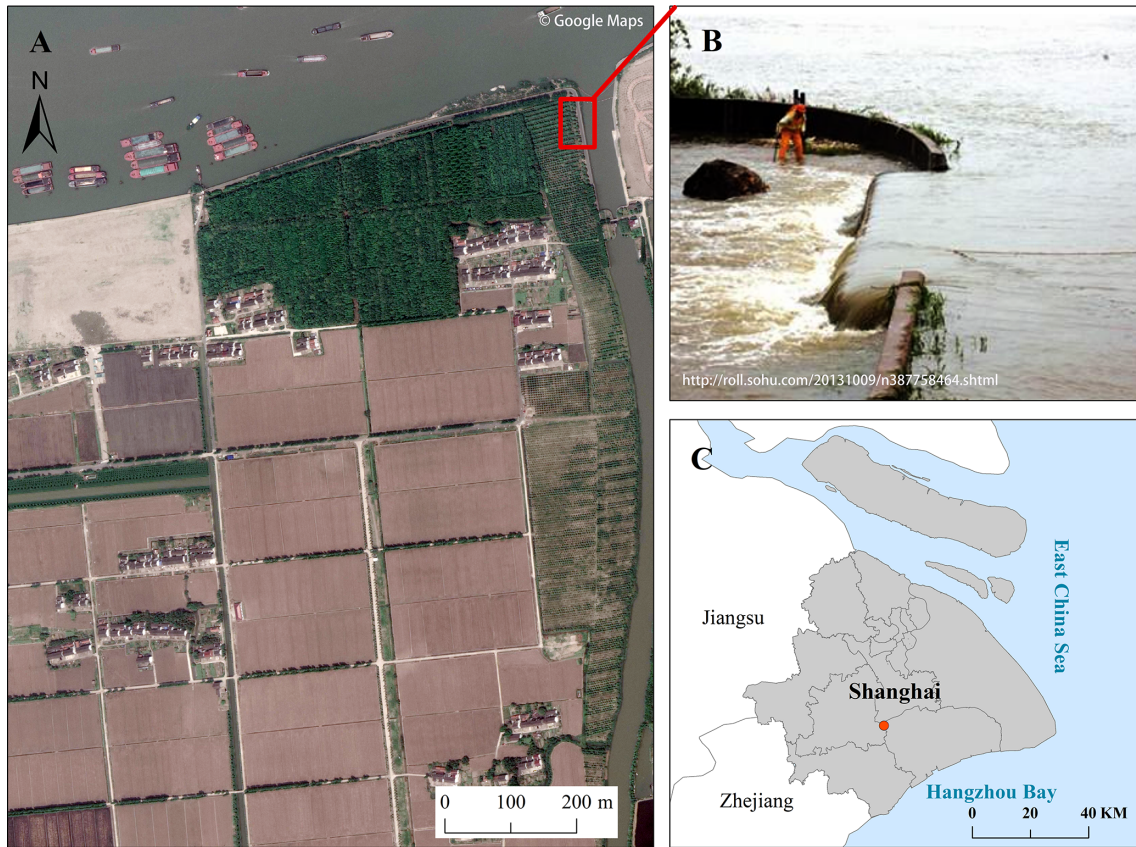 A
© Google Maps
N
0 100 200 m
B
http://roll.sohu.com/20131009/n387758464.shtml
C
Jiangsu
East China Sea
Shanghai
Zhejiang
Hangzhou Bay
0 20 40 KM